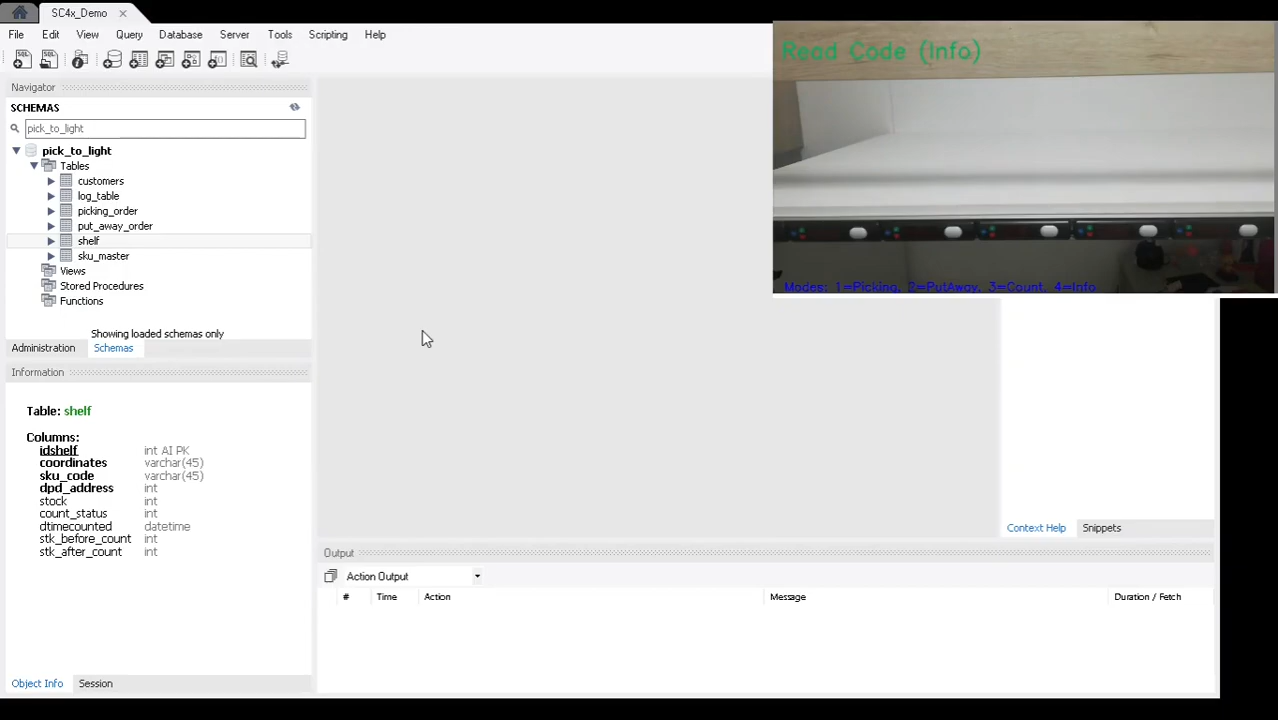 SC4x_Demo
File Edit View Query Database Server Tools Scripting Help
Read Code (Info)
Modes: 1=Picking, 2=PutAway, 3=Count, 4=Info
Navigator
SCHEMAS
pick_to_light
pick_to_light
Tables
customers
log_table
picking_order
put_away_order
shelf
sku_master
Views
Stored Procedures
Functions
Showing loaded schemas only
Administration Schemas
Information
Table: shelf
Columns:
idshelf int AI PK
coordinates varchar(45)
sku_code varchar(45)
dpd_address int
stock int
count_status int
dtimecounted datetime
stk_before_count int
stk_after_count int
Object Info Session
Context Help Snippets
Output
Action Output
# Time Action Message Duration / Fetch